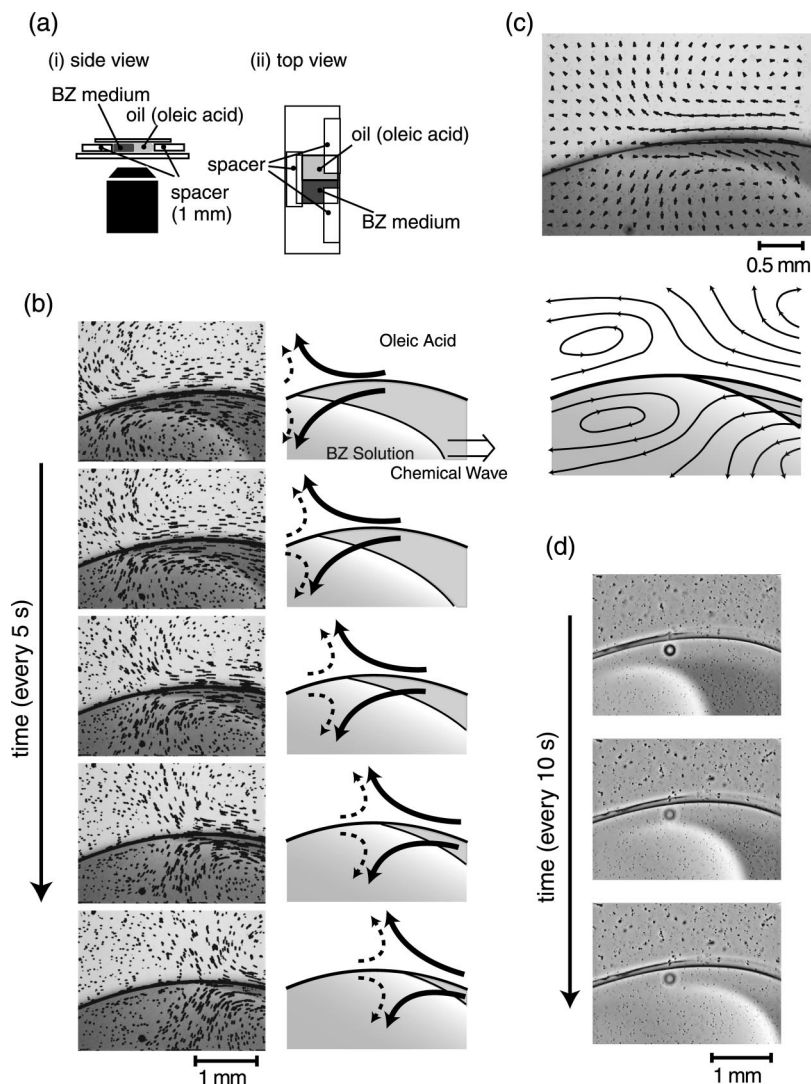 (a)
(i) side view
BZ medium
oil (oleic acid)
spacer
(1 mm)
(ii) top view
oil (oleic acid)
spacer
BZ medium
(b)
Oleic Acid
BZ Solution
Chemical Wave
time (every 5 s)
1 mm
(c)
0.5 mm
(d)
time (every 10 s)
1 mm